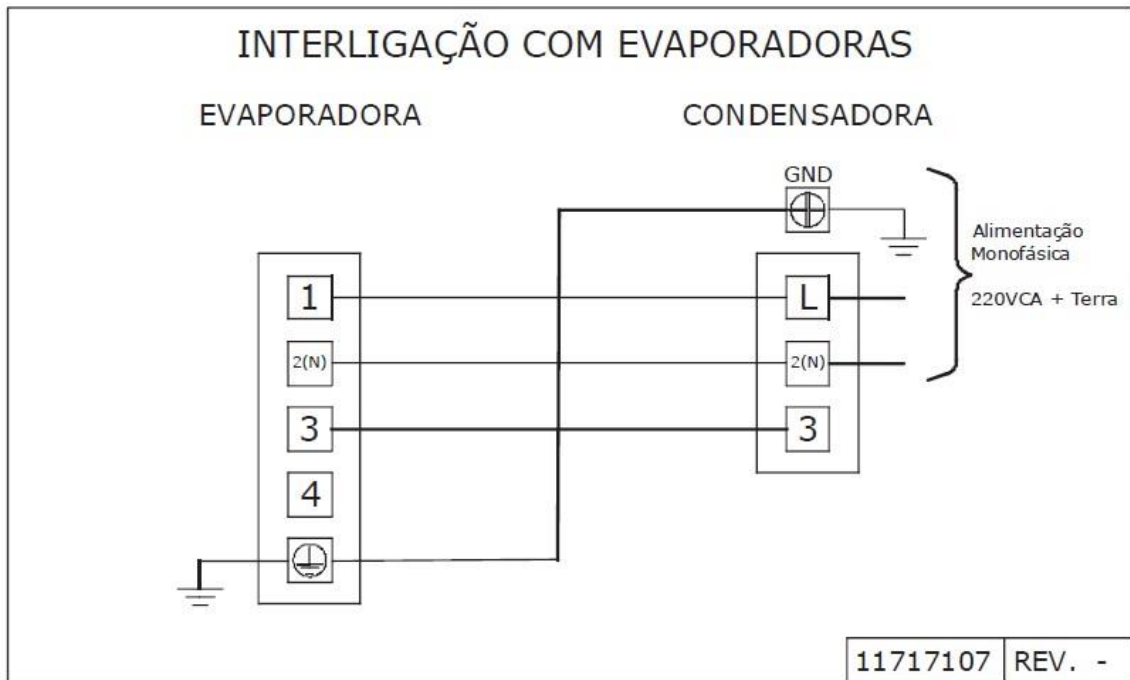 INTERLIGAÇÃO COM EVAPORADORAS
EVAPORADORA
CONDENSADORA
GND
Alimentação
Monofásica
220VCA + Terra
1
L
2(N)
2(N)
3
3
4
11717107
REV. -